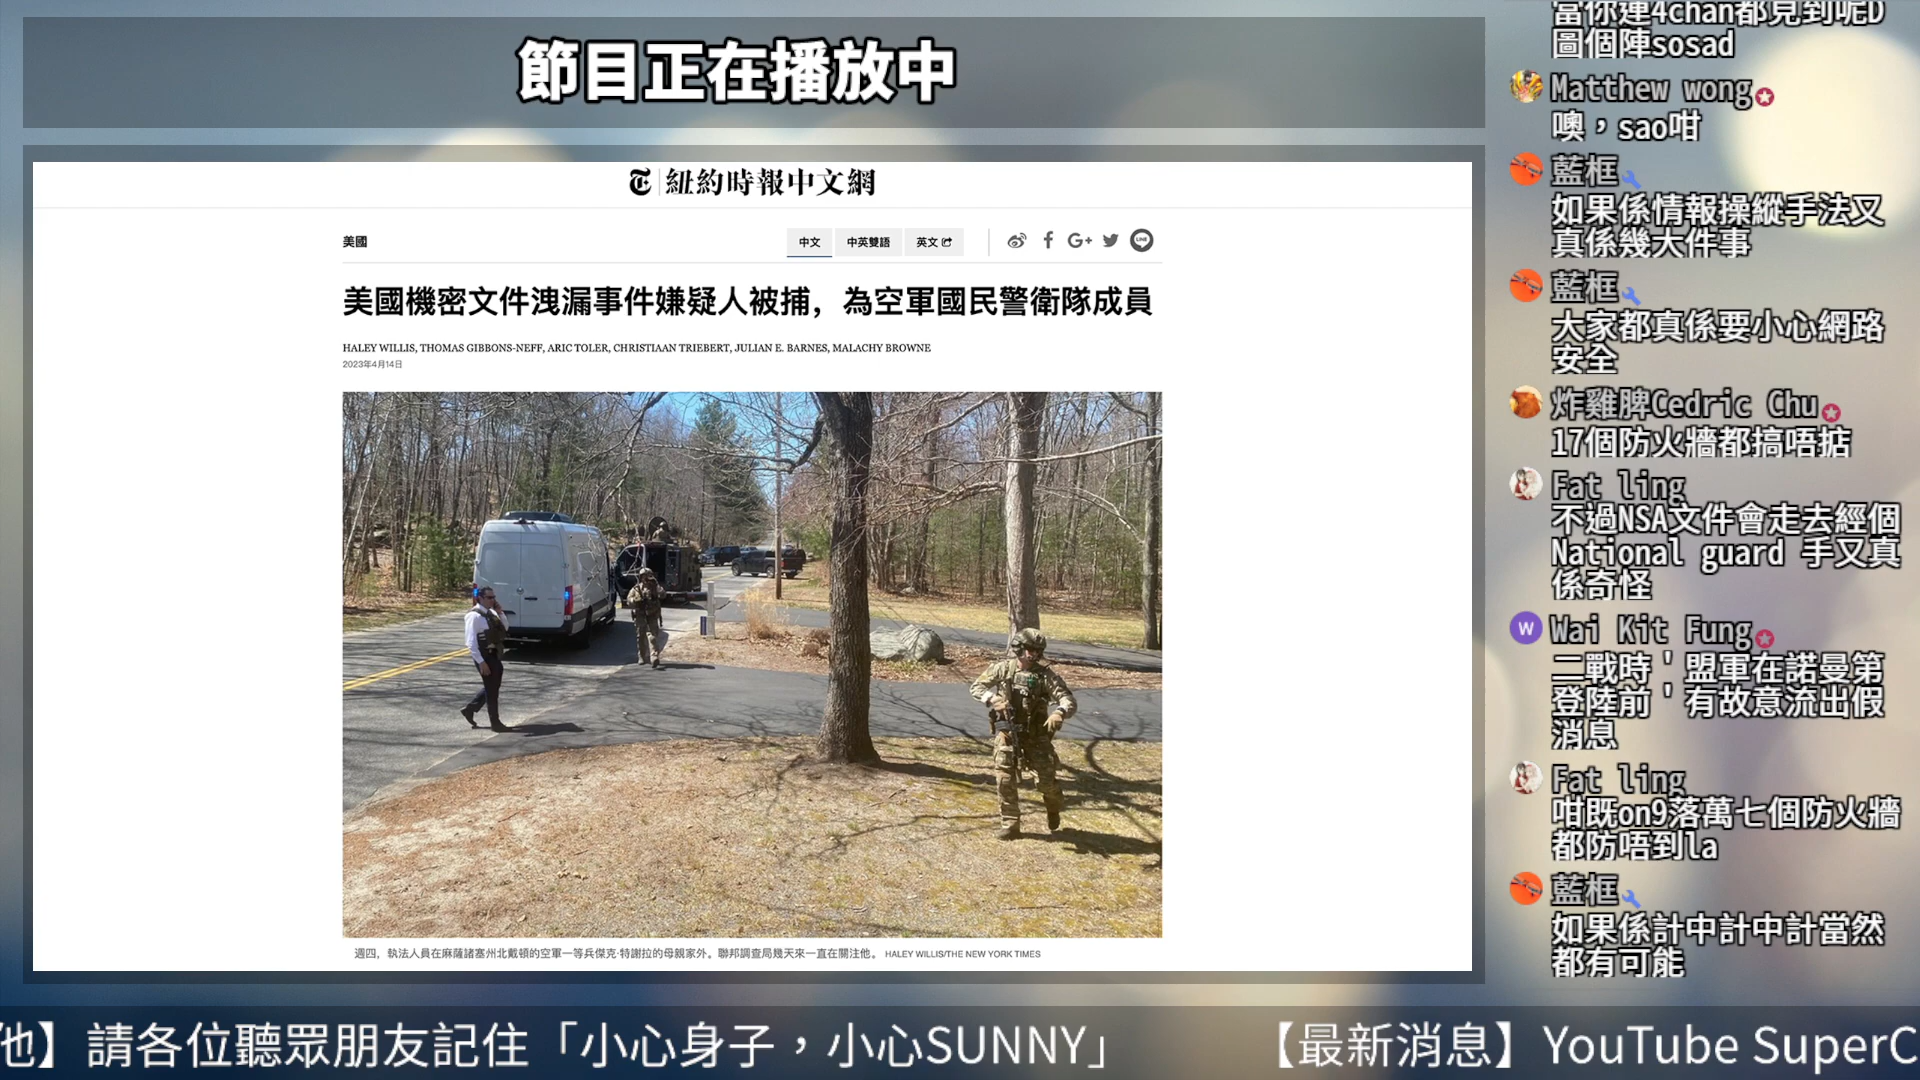 節目正在播放中
紐約時報中文網
美國
中文
中英雙語
英文
美國機密文件洩漏事件嫌疑人被捕，為空軍國民警衛隊成員
HALEY WILLIS, THOMAS GIBBONS-NEFF, ARIC TOLER, CHRISTIAAN TRIEBERT, JULIAN E. BARNES, MALACHY BROWNE
2023年4月14日
週四，執法人員在麻薩諸塞州北戴頓的空軍一等兵傑克·特謝拉的母親家外。聯邦調查局幾天來一直在關注他。 HALEY WILLIS/THE NEW YORK TIMES
當你連4chan都見到呢D
圖個陣sosad
Matthew wong
噢，sao咁
藍框
如果係情報操縱手法又
真係幾大件事
藍框
大家都真係要小心網路
安全
炸雞脾Cedric Chu
17個防火牆都搞唔掂
Fat ling
不過NSA文件會走去經個
National guard 手又真
係奇怪
W
Wai Kit Fung
二戰時＇盟軍在諾曼第
登陸前＇有故意流出假
消息
Fat ling
咁既on9落萬七個防火牆
都防唔到la
藍框
如果係計中計中計當然
都有可能
他】請各位聽眾朋友記住「小心身子，小心SUNNY」 【最新消息】YouTube SuperC